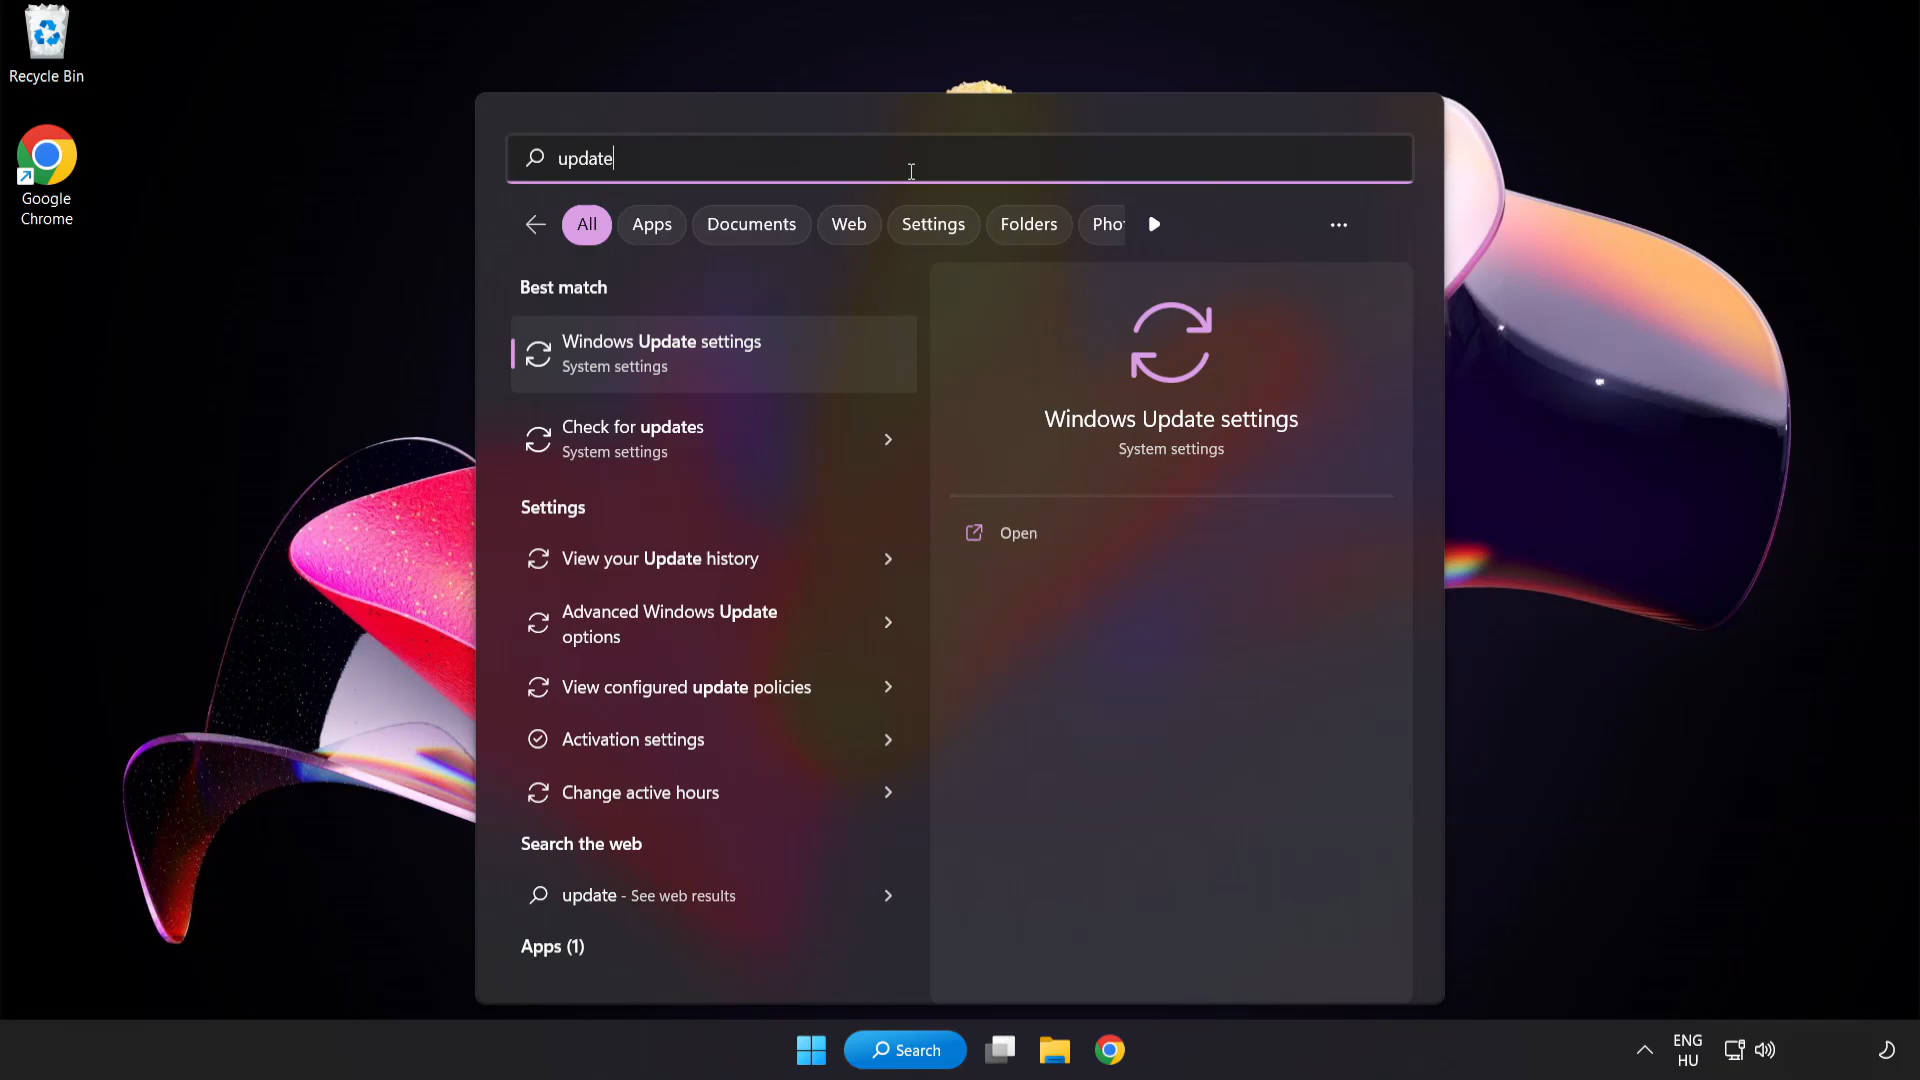 Recycle Bin
Google
Chrome
update
All
Apps
Documents
Web
Settings
Folders
Pho
Best match
Windows Update settings
System settings
Check for updates
System settings
Settings
View your Update history
Advanced Windows Update
options
View configured update policies
Activation settings
Change active hours
Search the web
update - See web results
Apps (1)
Windows Update settings
System settings
Open
Search
ENG
HU